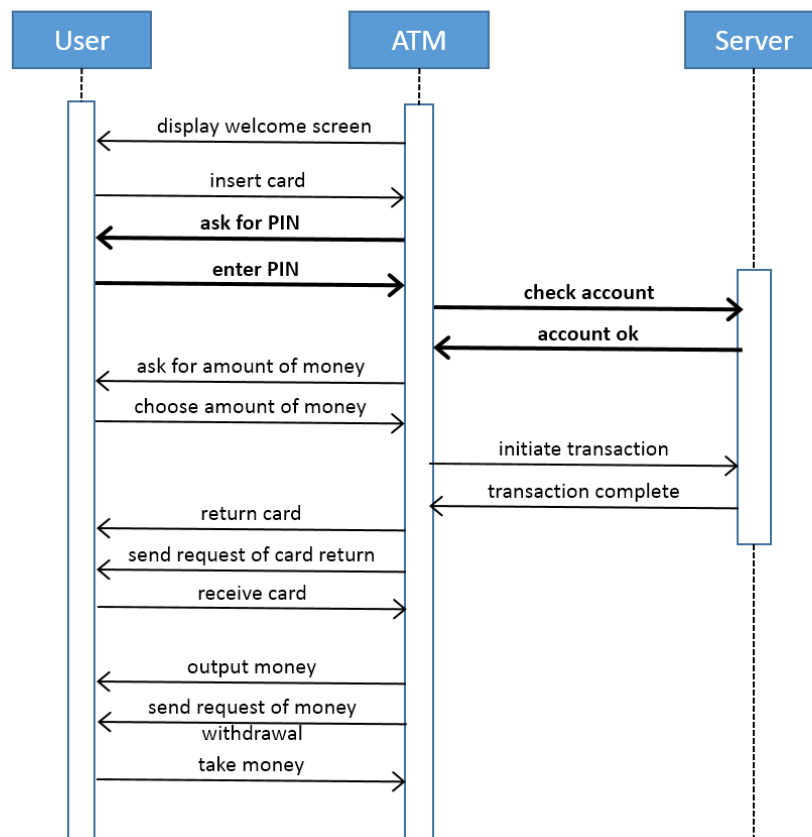 User
ATM
Server
display welcome screen
insert card
ask for PIN
enter PIN
check account
account ok
ask for amount of money
choose amount of money
initiate transaction
transaction complete
return card
send request of card return
receive card
output money
send request of money
withdrawal
take money